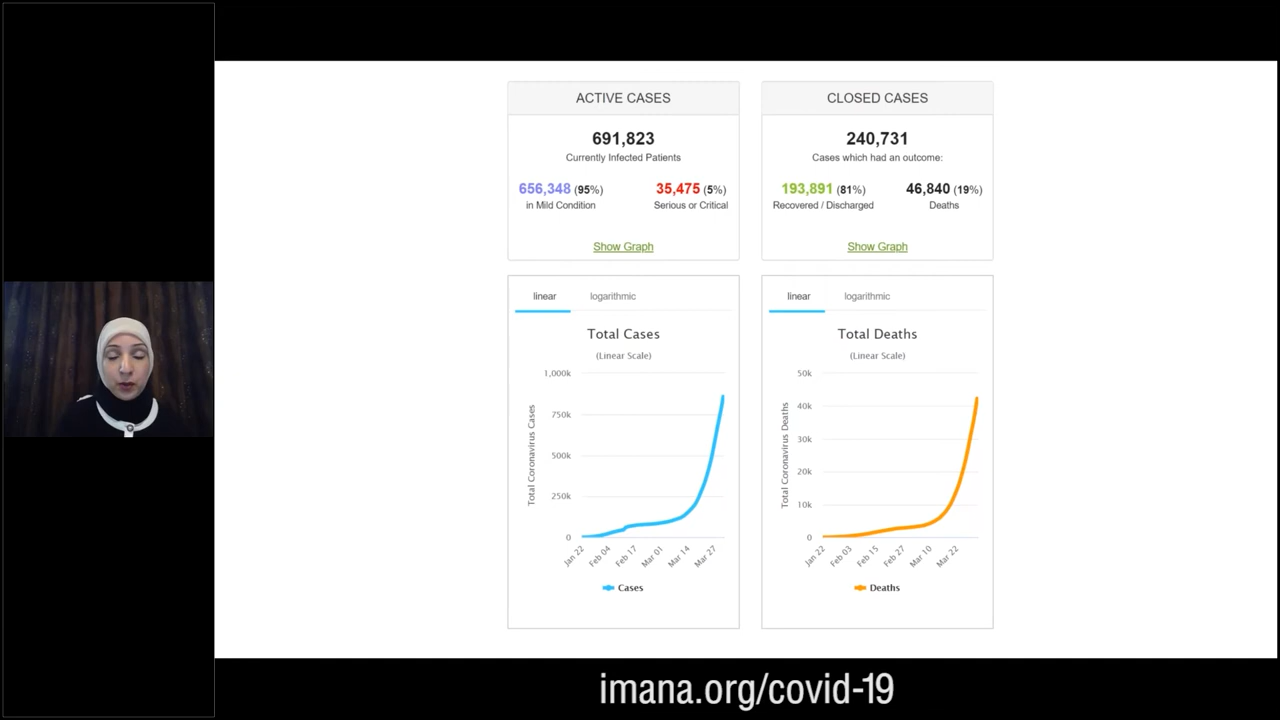 ACTIVE CASES
691,823
Currently Infected Patients
656,348 (95%)
in Mild Condition
35,475 (5%)
Serious or Critical
Show Graph
CLOSED CASES
240,731
Cases which had an outcome:
193,891 (81%)
Recovered / Discharged
46,840 (19%)
Deaths
Show Graph
linear logarithmic
Total Cases
(Linear Scale)
Total Coronavirus Cases
1,000k
750k
500k
250k
0
Jan 22
Feb 04
Feb 17
Mar 01
Mar 14
Mar 27
Cases
linear logarithmic
Total Deaths
(Linear Scale)
Total Coronavirus Deaths
50k
40k
30k
20k
10k
0
Jan 22
Feb 03
Feb 15
Feb 27
Mar 10
Mar 22
Deaths
imana.org/covid-19